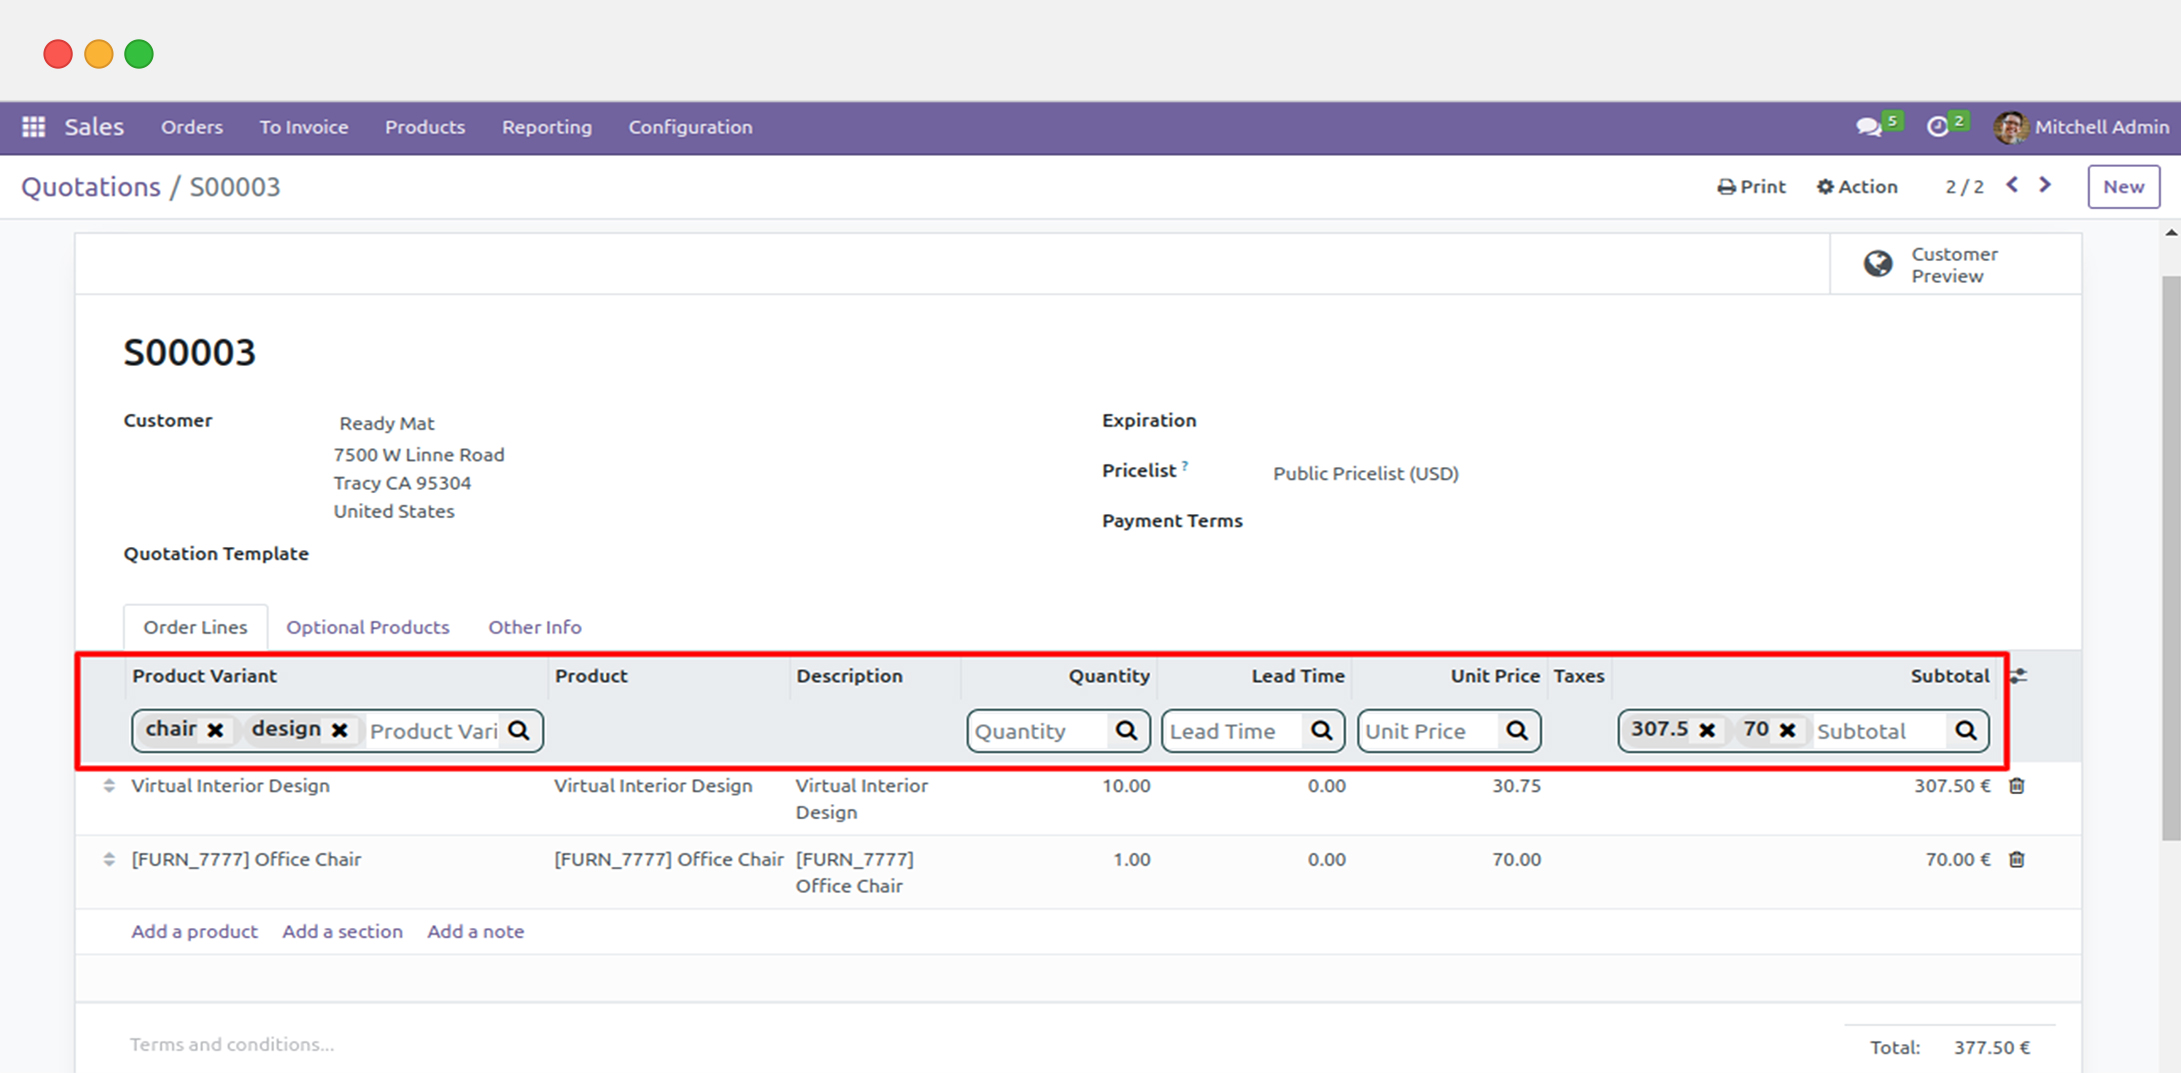 Sales Orders To Invoice Products Reporting Configuration 5 2 Mitchell Admin
Quotations / S00003 Print Action 2 / 2 New
Customer
Preview
S00003
Customer Ready Mat
7500 W Linne Road
Tracy CA 95304
United States
Quotation Template
Expiration
Pricelist ? Public Pricelist (USD)
Payment Terms
Order Lines Optional Products Other Info
Product Variant Product Description Quantity Lead Time Unit Price Taxes Subtotal
chair design Product Vari Quantity Lead Time Unit Price 307.5 70 Subtotal
Virtual Interior Design Virtual Interior Design Virtual Interior 10.00 0.00 30.75 307.50 €
Design
[FURN_7777] Office Chair [FURN_7777] Office Chair [FURN_7777] 1.00 0.00 70.00 70.00 €
Office Chair
Add a product Add a section Add a note
Terms and conditions...
Total: 377.50 €